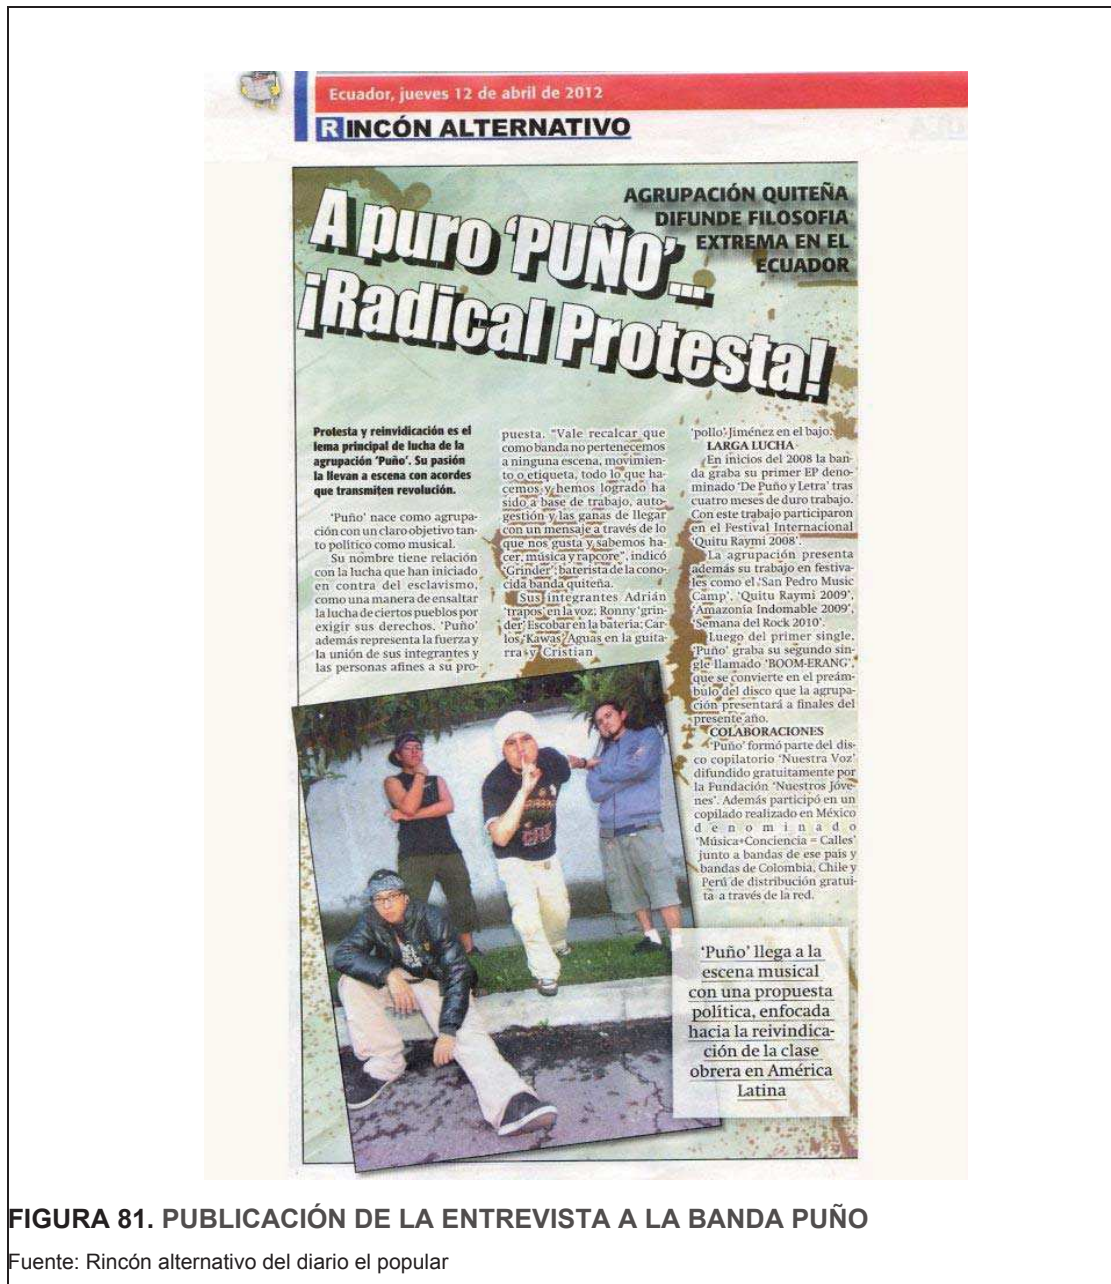 Ecuador, jueves 12 de abril de 2012
RINCÓN ALTERNATIVO
AGRUPACIÓN QUITEÑA
DIFUNDE FILOSOFIA
EXTREMA EN EL
ECUADOR
A puro ‘PUÑO’...
¡Radical Protesta!
Protesta y reinvidicación es el
lema principal de lucha de la
agrupación ‘Puño’. Su pasión
la llevan a escena con acordes
que transmiten revolución.
‘Puño’ nace como agrupa-
ción con un claro objetivo tan-
to político como musical.
Su nombre tiene relación
con la lucha que han iniciado
en contra del esclavismo,
como una manera de ensaltar
la lucha de ciertos pueblos por
exigir sus derechos. ‘Puño’
además representa la fuerza y
la unión de sus integrantes y
las personas afines a su pro-
puesta. “Vale recalcar que
como banda no pertenecemos
a ninguna escena, movimien-
to o etiqueta, todo lo que ha-
cemos y hemos logrado ha
sido a base de trabajo, auto-
gestión y las ganas de llegar
con un mensaje a través de lo
que nos gusta y sabemos ha-
cer, música y rapcore”, indicó
‘Grinder’, baterista de la cono-
cida banda quiteña.
Sus integrantes Adrián
‘trapos’ en la voz; Ronny ‘grin-
der’ Escobar en la bateria; Car-
los ‘Kawas’ Aguas en la guita-
rra y Cristian
‘pollo’ Jiménez en el bajo.
LARGA LUCHA
En inicios del 2008 la ban-
da graba su primer EP deno-
minado ‘De Puño y Letra’ tras
cuatro meses de duro trabajo.
Con este trabajo participaron
en el Festival Internacional
‘Quitu Raymi 2008’.
La agrupación presenta
además su trabajo en festiva-
les como el ‘San Pedro Music
Camp’, ‘Quitu Raymi 2009’,
‘Amazonía Indomable 2009’,
‘Semana del Rock 2010’.
Luego del primer single,
‘Puño’ graba su segundo sin-
gle llamado ‘BOOM-ERANG’,
que se convierte en el preám-
bulo del disco que la agrupa-
ción presentará a finales del
presente año.
COLABORACIONES
‘Puño’ formó parte del dis-
co copilatorio ‘Nuestra Voz’
difundido gratuitamente por
la Fundación ‘Nuestros Jóve-
nes’. Además participó en un
copilado realizado en México
denominado
‘Música+Conciencia = Calles’
junto a bandas de ese país y
bandas de Colombia, Chile y
Perú de distribución gratui-
ta a través de la red.
‘Puño’ llega a la
escena musical
con una propuesta
política, enfocada
hacia la reivindica-
ción de la clase
obrera en América
Latina
FIGURA 81. PUBLICACIÓN DE LA ENTREVISTA A LA BANDA PUÑO
Fuente: Rincón alternativo del diario el popular